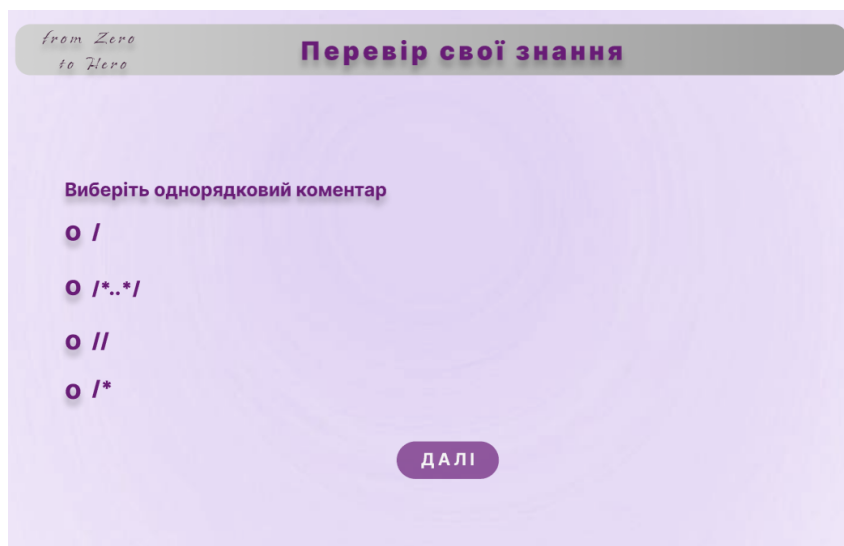 from Zero
to Hero
Перевір свої знання
Виберіть однорядковий коментар
o /
o /*..*/
o //
o /*
ДАЛІ